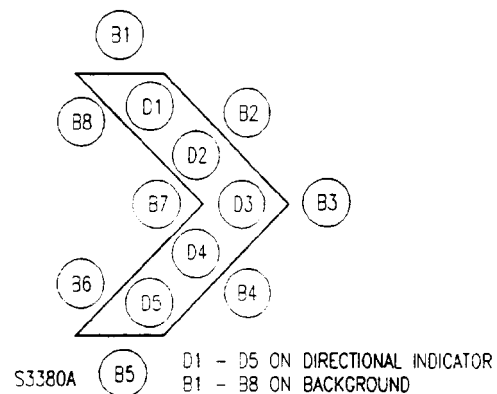 B1
D1
B8
B2
D2
B7
D3
B3
D4
B6
D5
B4
S3380A
B5
D1 - D5 ON DIRECTIONAL INDICATOR
B1 - B8 ON BACKGROUND